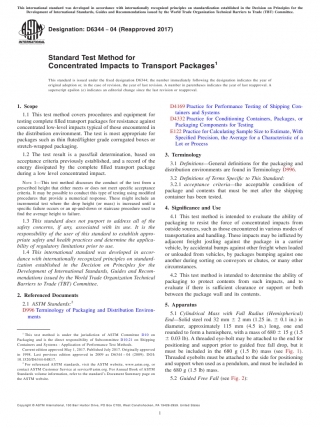 This international standard was developed in accordance with internationally recognized principles on standardization established in the Decision on Principles for the
Development of International Standards, Guides and Recommendations issued by the World Trade Organization Technical Barriers to Trade (TBT) Committee.
Designation: D6344 - 04 (Reapproved 2017)
Standard Test Method for
Concentrated Impacts to Transport Packages1
This standard is issued under the fixed designation D6344; the number immediately following the designation indicates the year of
original adoption or, in the case of revision, the year of last revision. A number in parentheses indicates the year of last reapproval. A
superscript epsilon (ε) indicates an editorial change since the last revision or reapproval.
1. Scope
1.1 This test method covers procedures and equipment for
testing complete filled transport packages for resistance against
concentrated low-level impacts typical of those encountered in
the distribution environment. The test is most appropriate for
packages such as thin fluted/lighter grade corrugated boxes or
stretch-wrapped packaging.
1.2 The test result is a pass/fail determination, based on
acceptance criteria previously established, and a record of the
energy dissipated by the complete filled transport package
during a low level concentrated impact.
NOTE 1—This method discusses the conduct of the test from a
prescribed height that either meets or does not meet specific acceptance
criteria. It may be possible to conduct this type of testing using modified
procedures that provide a numerical response. These might include an
incremental test where the drop height (or mass) is increased until a
specific failure occurs or an up-and-down or staircase procedure used to
find the average height to failure.
1.3 This standard does not purport to address all of the
safety concerns, if any, associated with its use. It is the
responsibility of the user of this standard to establish appro-
priate safety and health practices and determine the applica-
bility of regulatory limitations prior to use.
1.4 This international standard was developed in accor-
dance with internationally recognized principles on standard-
ization established in the Decision on Principles for the
Development of International Standards, Guides and Recom-
mendations issued by the World Trade Organization Technical
Barriers to Trade (TBT) Committee.
2. Referenced Documents
2.1 ASTM Standards:2
D996 Terminology of Packaging and Distribution Environ-
ments
1 This test method is under the jurisdiction of ASTM Committee D10 on
Packaging and is the direct responsibility of Subcommittee D10.21 on Shipping
Containers and Systems - Application of Performance Test Methods.
Current edition approved May 1, 2017. Published July 2017. Originally approved
in 1998. Last previous edition approved in 2009 as D6344 - 04 (2009). DOI:
2 For referenced ASTM standards, visit the ASTM website, www.astm.org, or
contact ASTM Customer Service at service@astm.org. For Annual Book of ASTM
Standards volume information, refer to the standard's Document Summary page on
the ASTM website.
D4169 Practice for Performance Testing of Shipping Con-
tainers and Systems
D4332 Practice for Conditioning Containers, Packages, or
Packaging Components for Testing
E122 Practice for Calculating Sample Size to Estimate, With
Specified Precision, the Average for a Characteristic of a
Lot or Process
3. Terminology
3.1 Definitions—General definitions for the packaging and
distribution environments are found in Terminology D996.
3.2 Definitions of Terms Specific to This Standard:
3.2.1 acceptance criteria—the acceptable condition of
package and contents that must be met after the shipping
container has been tested.
4. Significance and Use
4.1 This test method is intended to evaluate the ability of
packaging to resist the force of concentrated impacts from
outside sources, such as those encountered in various modes of
transportation and handling. These impacts may be inflicted by
adjacent freight jostling against the package in a carrier
vehicle, by accidental bumps against other freight when loaded
or unloaded from vehicles, by packages bumping against one
another during sorting on conveyors or chutes, or many other
circumstances.
4.2 This test method is intended to determine the ability of
packaging to protect contents from such impacts, and to
evaluate if there is sufficient clearance or support or both
between the package wall and its contents.
5. Apparatus
5.1 Cylindrical Mass with Full Radius (Hemispherical)
End—Solid steel rod, 32 mm ± 2 mm (1.25 in. ± 0.1 in.) in
diameter, approximately 115 mm (4.5 in.) long, one end
rounded to form a hemisphere, with a mass of 680 ± 15 g (1.5
± 0.03 lb). A threaded eye-bolt may be attached to the end for
positioning and support prior to guided free fall drop, but it
must be included in the 680 g (1.5 lb) mass (see Fig. 1).
Threaded eyebolts must be attached to the side for positioning
and support when used as a pendulum, and must be included in
the 680 g (1.5 lb) mass.
5.2 Guided Free Fall (see Fig. 2):
Copyright © ASTM International, 100 Barr Harbor Drive, PO Box C700, West Conshohocken, PA 19428-2959. United States
1